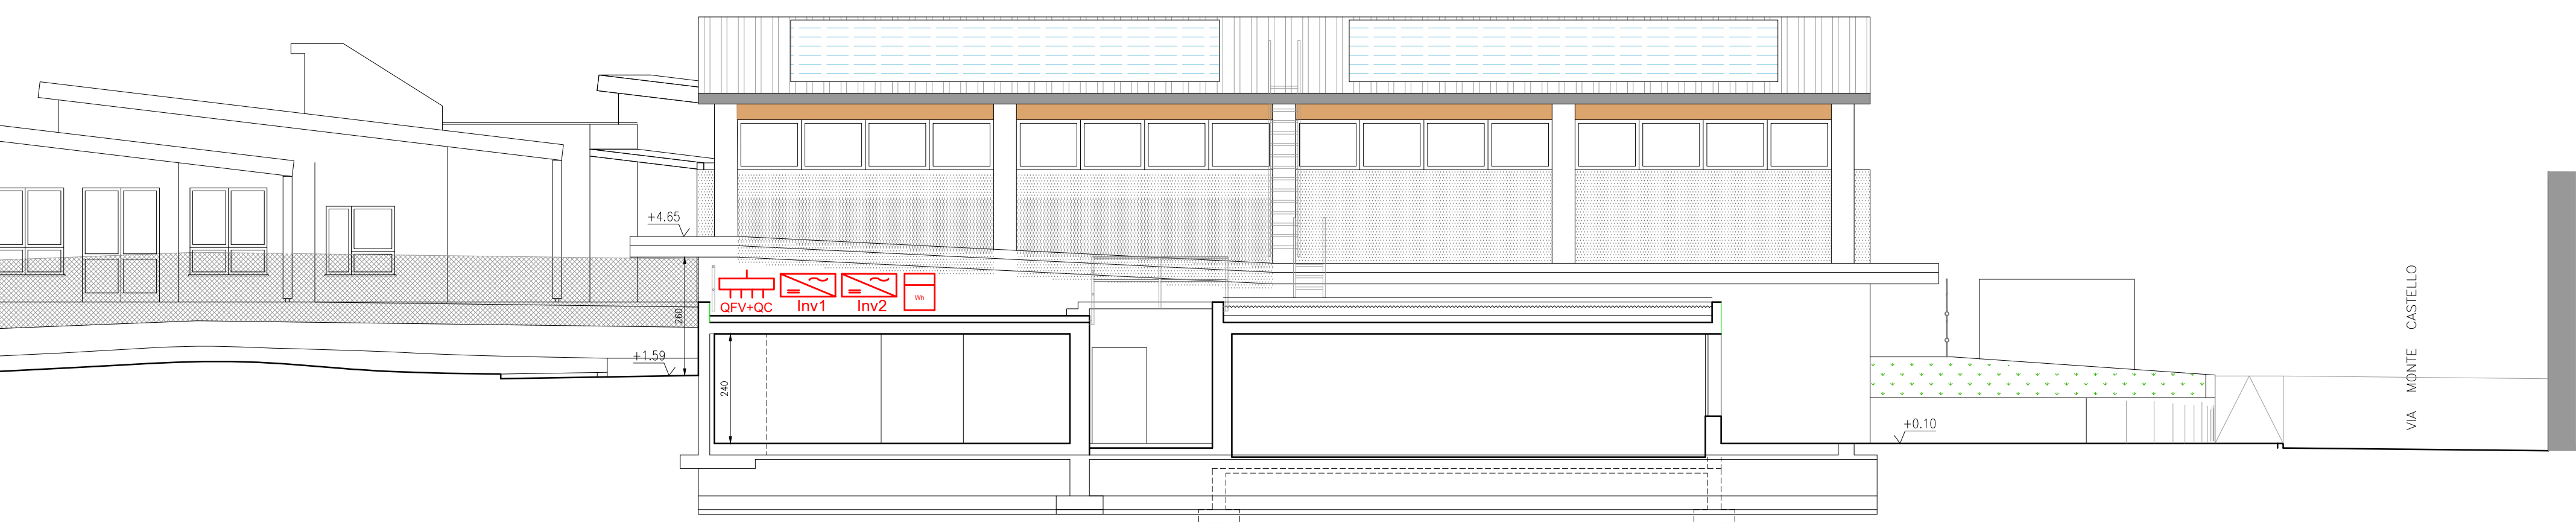 +4.65
QFV+QC
Inv1
Inv2
Wh
260
+1.59
240
+0.10
VIA MONTE CASTELLO